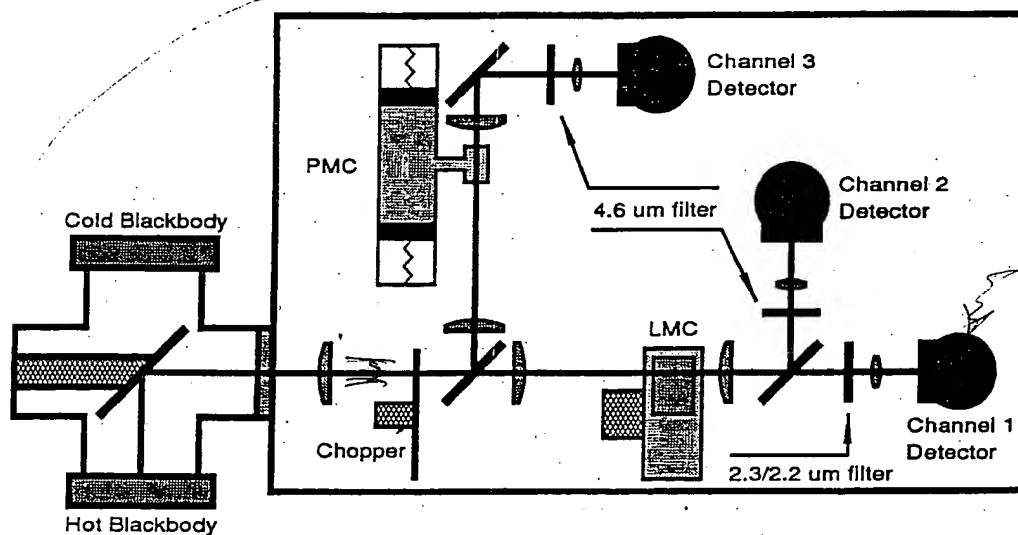 Channel 3
Detector
PMC
Channel 2
Detector
4.6 um filter
Cold Blackbody
LMC
Chopper
Channel 1
Detector
2.3/2.2 um filter
Hot Blackbody